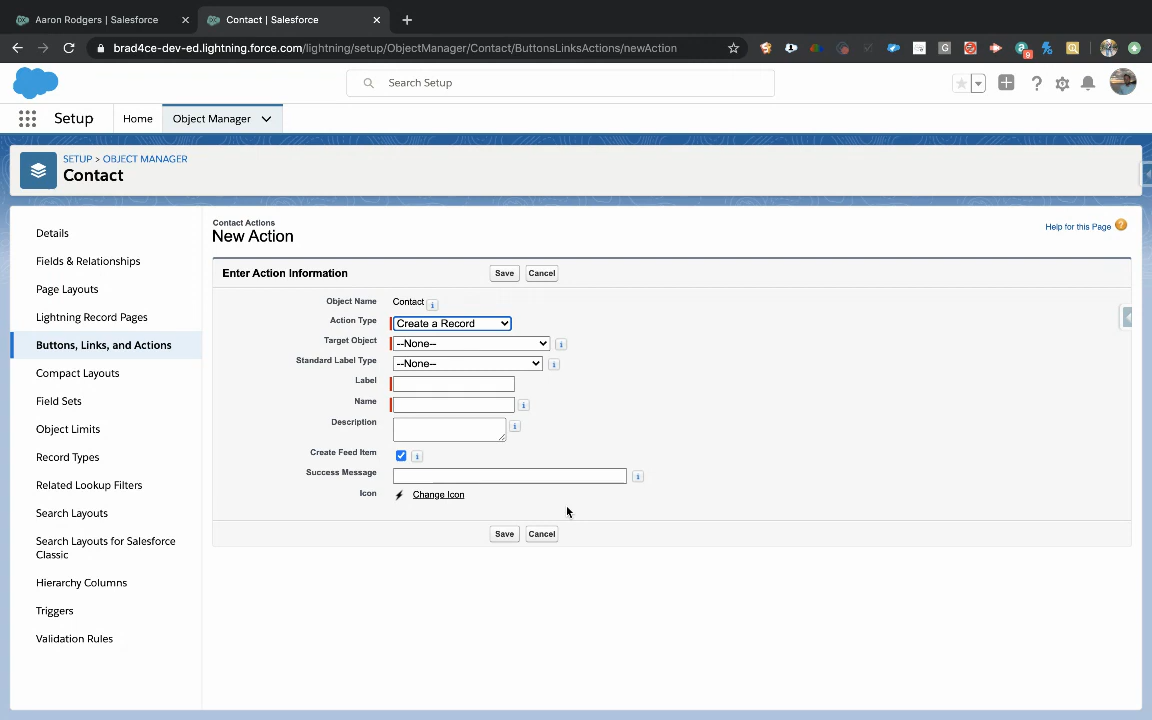 Aaron Rodgers | Salesforce
Contact | Salesforce
brad4ce-dev-ed.lightning.force.com/lightning/setup/ObjectManager/Contact/ButtonsLinksActions/newAction
Search Setup
Setup
Home
Object Manager
SETUP > OBJECT MANAGER
Contact
Details
Fields & Relationships
Page Layouts
Lightning Record Pages
Buttons, Links, and Actions
Compact Layouts
Field Sets
Object Limits
Record Types
Related Lookup Filters
Search Layouts
Search Layouts for Salesforce
Classic
Hierarchy Columns
Triggers
Validation Rules
Contact Actions
New Action
Help for this Page
Enter Action Information
Save Cancel
Object Name Contact
Action Type Create a Record
Target Object --None--
Standard Label Type --None--
Label
Name
Description
Create Feed Item
Success Message
Icon Change Icon
Save Cancel